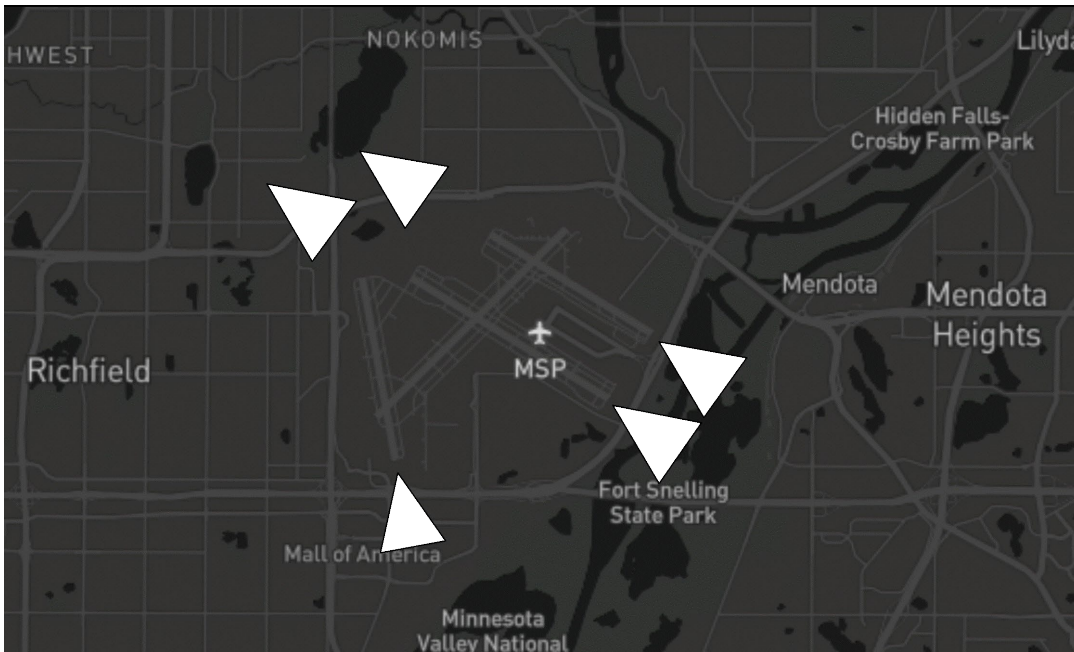 NOKOMIS
HWEST
Lilyda
Hidden Falls-
Crosby Farm Park
Mendota
Mendota
Heights
MSP
Richfield
Fort Snelling
State Park
Mall of America
Minnesota
Valley National